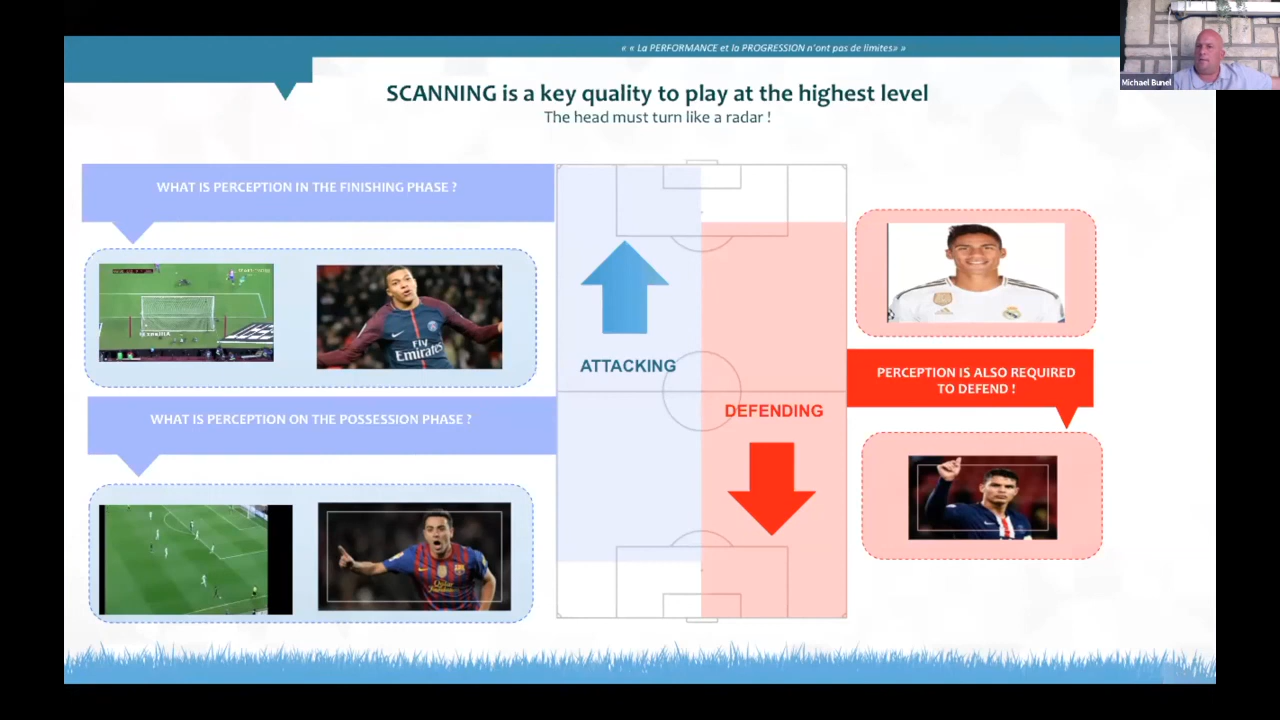 « « La PERFORMANCE et la PROGRESSION n'ont pas de limites» »
Michael Bunel
SCANNING is a key quality to play at the highest level
The head must turn like a radar !
WHAT IS PERCEPTION IN THE FINISHING PHASE ?
Fly
Emirates
ATTACKING
PERCEPTION IS ALSO REQUIRED
TO DEFEND !
DEFENDING
WHAT IS PERCEPTION ON THE POSSESSION PHASE ?